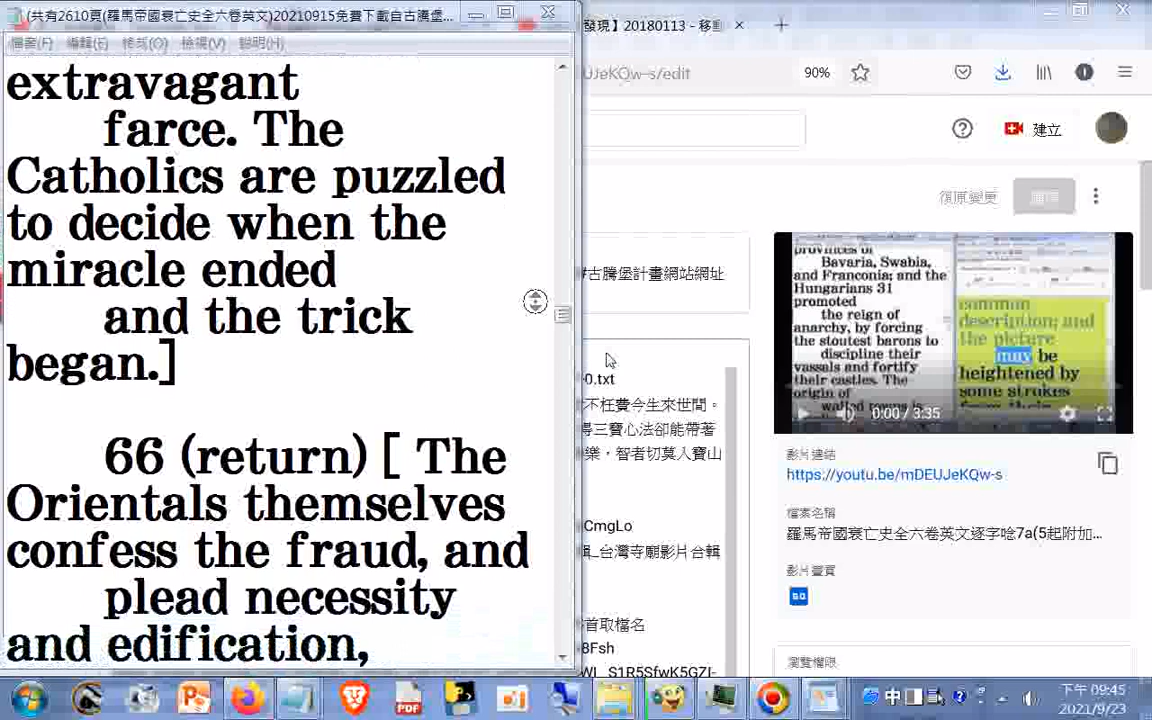 (共有2610頁(羅馬帝國衰亡史全六卷英文)20210915免費下載自古騰堡...
檔案(F) 編輯(E) 格式(O) 檢視(V) 說明(H)
extravagant
farce. The
Catholics are puzzled
to decide when the
miracle ended
and the trick
began.]
66 (return) [ The
Orientals themselves
confess the fraud, and
plead necessity
and edification,
發現】20180113 - 移動
UJeKQw-s/edit
90%
建立
復原變更
#古騰堡計畫網站網址
-0.txt
不枉費今生來世間。
得三寶心法卻能帶著
樂，智者切莫入寶山
CmgLo
輯_台灣寺廟影片合輯
首取檔名
8Fsh
WI_S1R5SfwK5GZI-
provinces of
Bavaria, Swabia,
and Franconia; and the
Hungarians 31
promoted
the reign of
anarchy, by forcing
the stoutest barons to
discipline their
vassals and fortify
their castles. The
origin of
walled towns is
common
description; and
the picture
may be
heightened by
some strokes
0:00 / 3:35
影片連結
https://youtu.be/mDEUJeKQw-s
檔案名稱
羅馬帝國衰亡史全六卷英文逐字唸7a(5起附加...
影片畫質
瀏覽權限
中
下午 09:45
2021/9/23